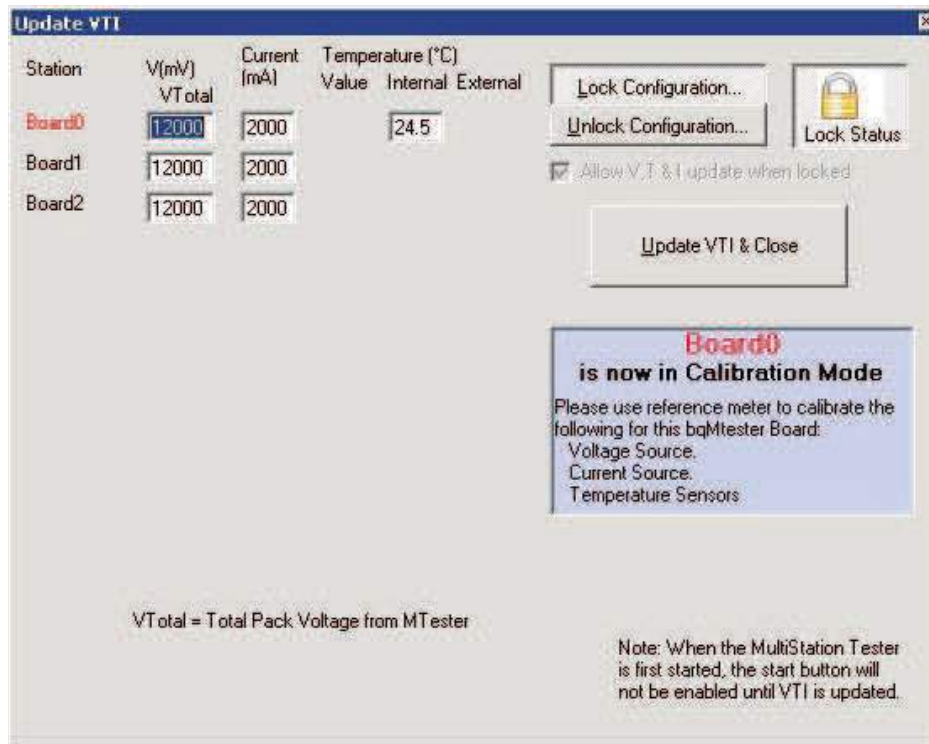 Update VTI
Station V(mV) Current Temperature (°C)
VTotal (mA) Value Internal External
Board0 12000 2000 24.5
Board1 12000 2000
Board2 12000 2000
Lock Configuration...
Unlock Configuration...
Lock Status
Allow V,T & I update when locked
Update VTI & Close
Board0
is now in Calibration Mode
Please use reference meter to calibrate the
following for this bqMtester Board:
Voltage Source.
Current Source.
Temperature Sensors
VTotal = Total Pack Voltage from MTester
Note: When the MultiStation Tester
is first started, the start button will
not be enabled until VTI is updated.